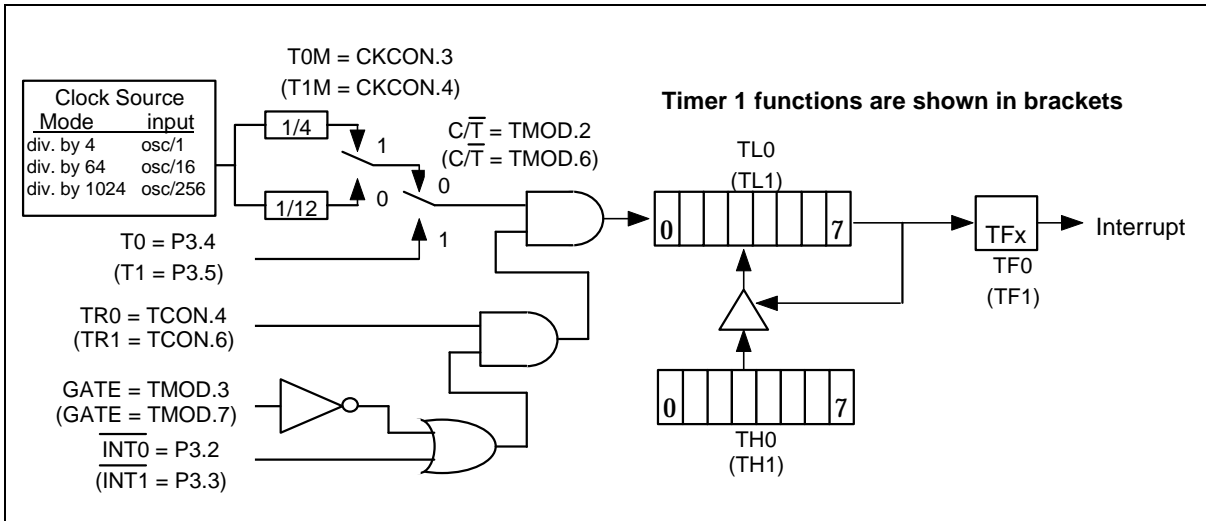 T0M = CKCON.3
(T1M = CKCON.4)
Clock Source
Mode input
div. by 4 osc/1
div. by 64 osc/16
div. by 1024 osc/256
1/4
1/12
1
0
Timer 1 functions are shown in brackets
C/T̅ = TMOD.2
(C/T̅ = TMOD.6)
0
1
T0 = P3.4
(T1 = P3.5)
TL0
(TL1)
0 7
TFx
Interrupt
TF0
(TF1)
TR0 = TCON.4
(TR1 = TCON.6)
GATE = TMOD.3
(GATE = TMOD.7)
I̅N̅T̅0̅ = P3.2
(I̅N̅T̅1̅ = P3.3)
0 7
TH0
(TH1)